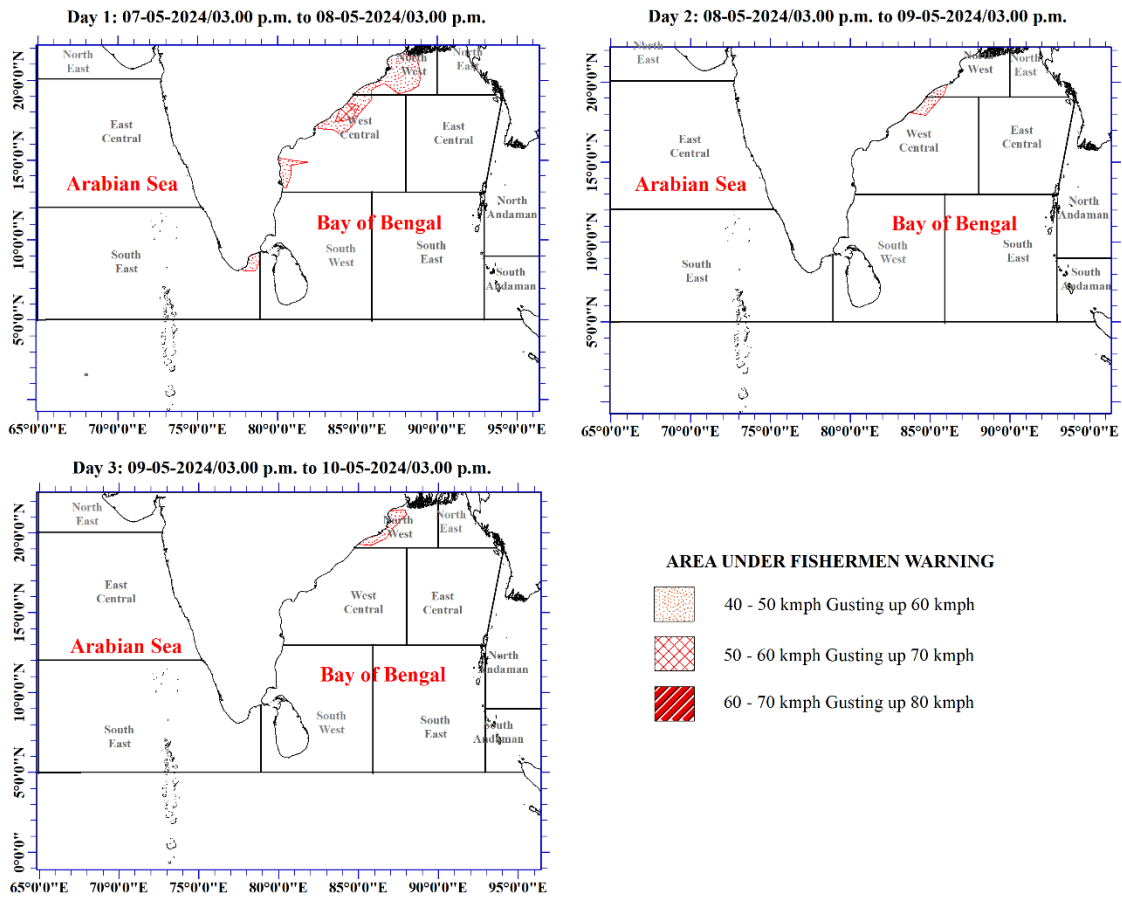 Day 1: 07-05-2024/03.00 p.m. to 08-05-2024/03.00 p.m.
North
East
North
West
North
East
20°0'0"N
East
Central
West
Central
East
Central
15°0'0"N
Arabian Sea
North
Andaman
Bay of Bengal
10°0'0"N
South
East
South
West
South
East
South
Andaman
5°0'0"N
65°0'0"E 70°0'0"E 75°0'0"E 80°0'0"E 85°0'0"E 90°0'0"E 95°0'0"E
Day 2: 08-05-2024/03.00 p.m. to 09-05-2024/03.00 p.m.
North
East
North
West
North
East
20°0'0"N
East
Central
West
Central
East
Central
15°0'0"N
Arabian Sea
North
Andaman
Bay of Bengal
10°0'0"N
South
East
South
West
South
East
South
Andaman
5°0'0"N
65°0'0"E 70°0'0"E 75°0'0"E 80°0'0"E 85°0'0"E 90°0'0"E 95°0'0"E
Day 3: 09-05-2024/03.00 p.m. to 10-05-2024/03.00 p.m.
North
East
North
West
North
East
20°0'0"N
East
Central
West
Central
East
Central
15°0'0"N
Arabian Sea
North
Andaman
Bay of Bengal
10°0'0"N
South
East
South
West
South
East
South
Andaman
5°0'0"N
0°0'0"
65°0'0"E 70°0'0"E 75°0'0"E 80°0'0"E 85°0'0"E 90°0'0"E 95°0'0"E
AREA UNDER FISHERMEN WARNING
40 - 50 kmph Gusting up 60 kmph
50 - 60 kmph Gusting up 70 kmph
60 - 70 kmph Gusting up 80 kmph